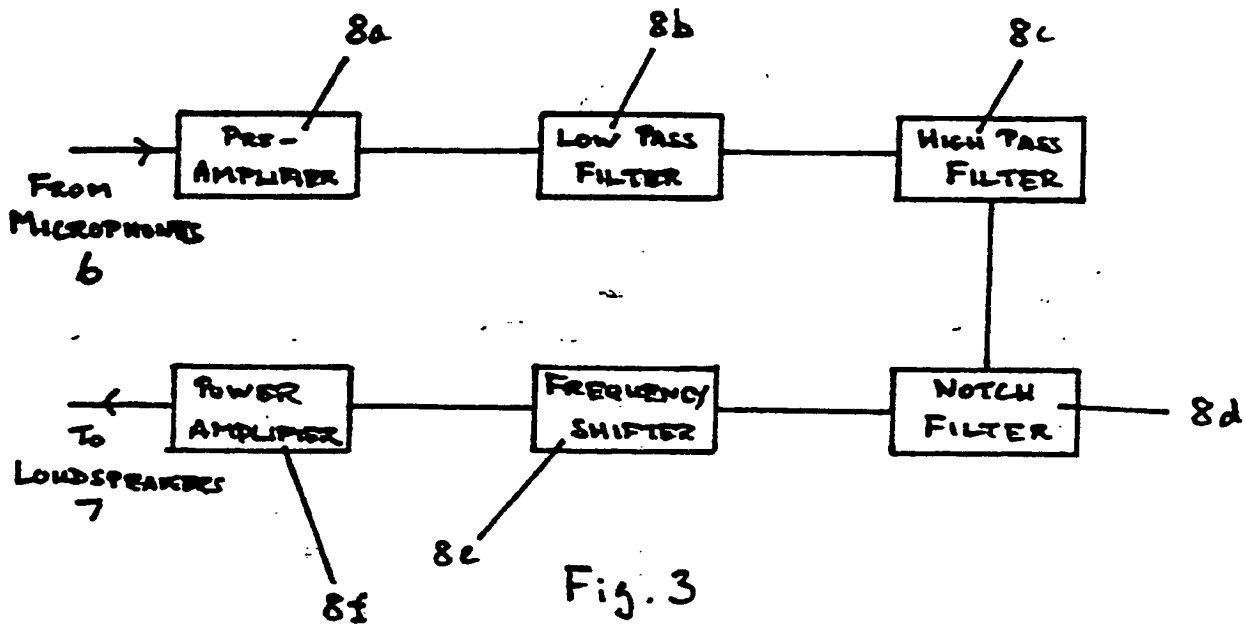 8a
8b
8c
PRE-
AMPLIFIER
LOW PASS
FILTER
HIGH PASS
FILTER
FROM
MICROPHONES
6
POWER
AMPLIFIER
FREQUENCY
SHIFTER
NOTCH
FILTER
8d
TO
LOUDSPEAKERS
7
8e
8f
Fig. 3